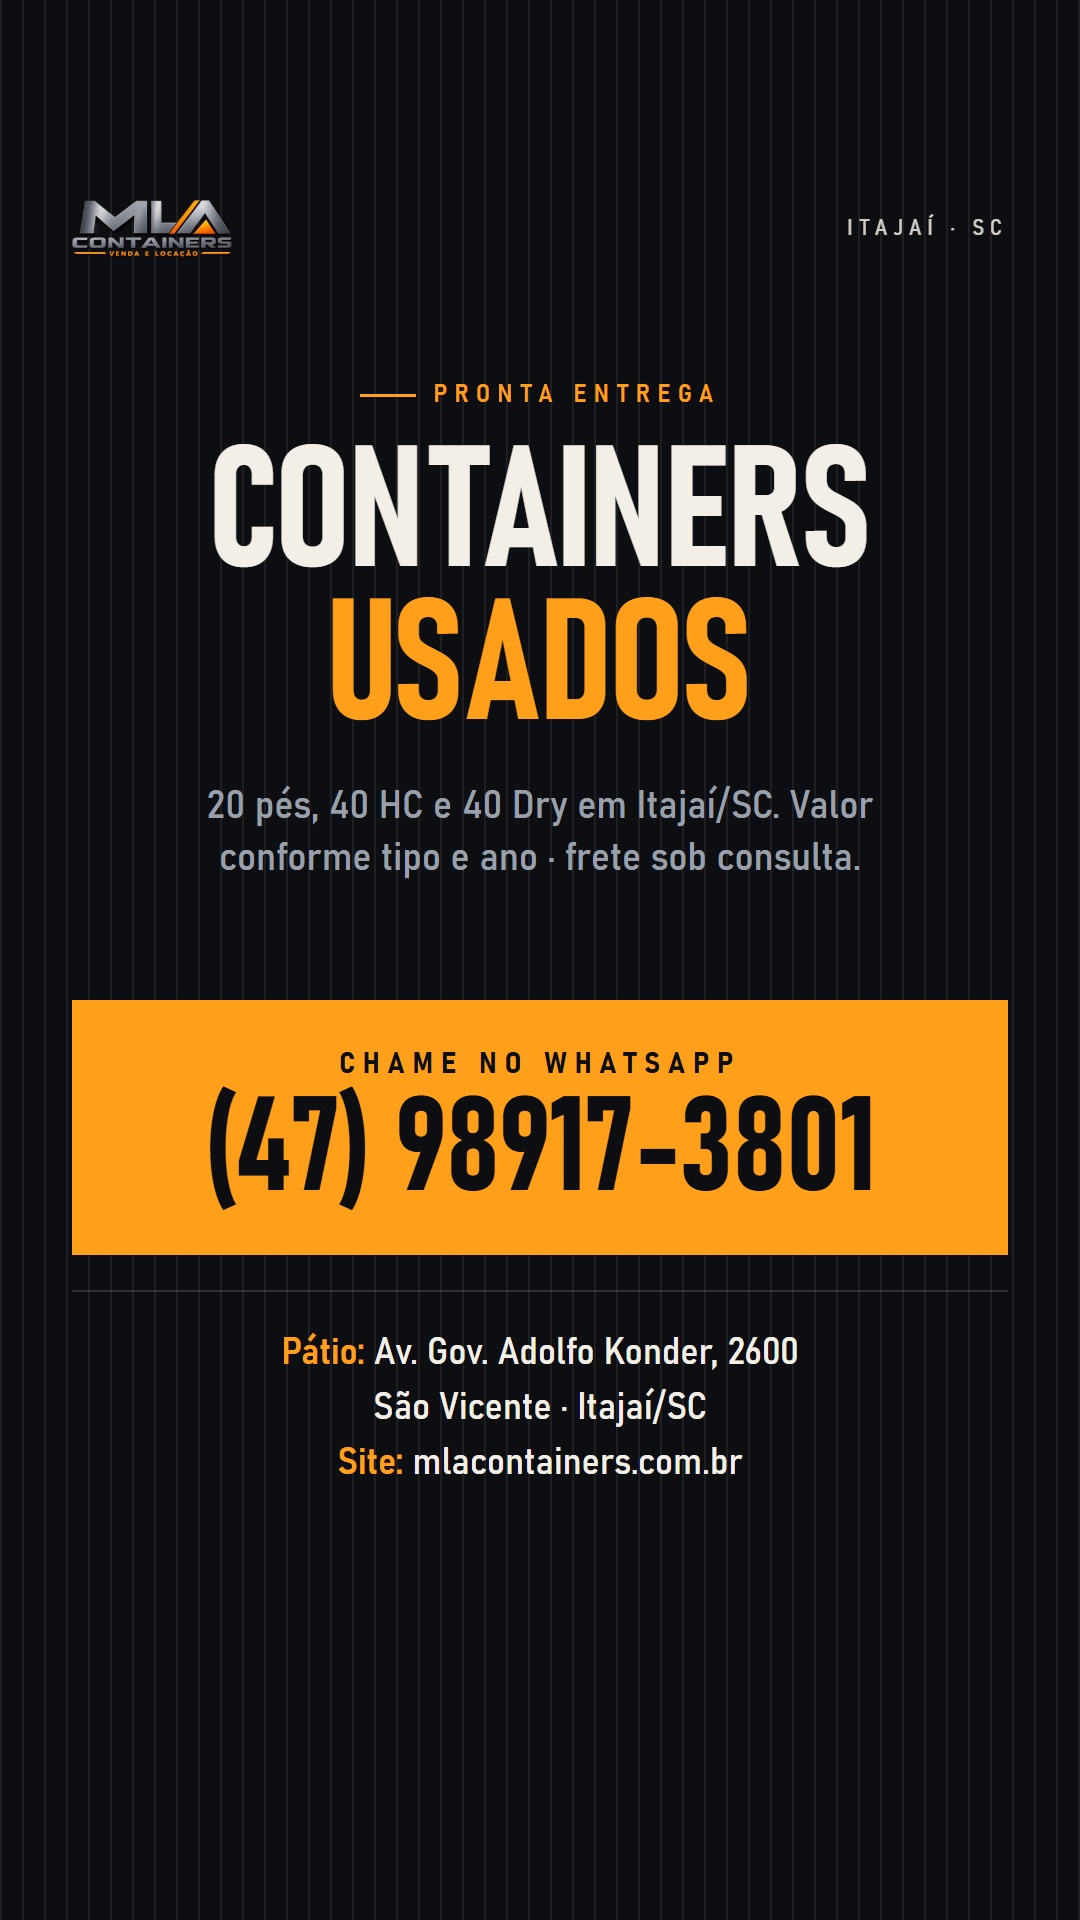 MLA
CONTAINERS
VENDA E LOCAÇÃO
ITAJAÍ · SC
PRONTA ENTREGA
CONTAINERS
USADOS
20 pés, 40 HC e 40 Dry em Itajaí/SC. Valor
conforme tipo e ano · frete sob consulta.
CHAME NO WHATSAPP
(47) 98917-3801
Pátio: Av. Gov. Adolfo Konder, 2600
São Vicente · Itajaí/SC
Site: mlacontainers.com.br